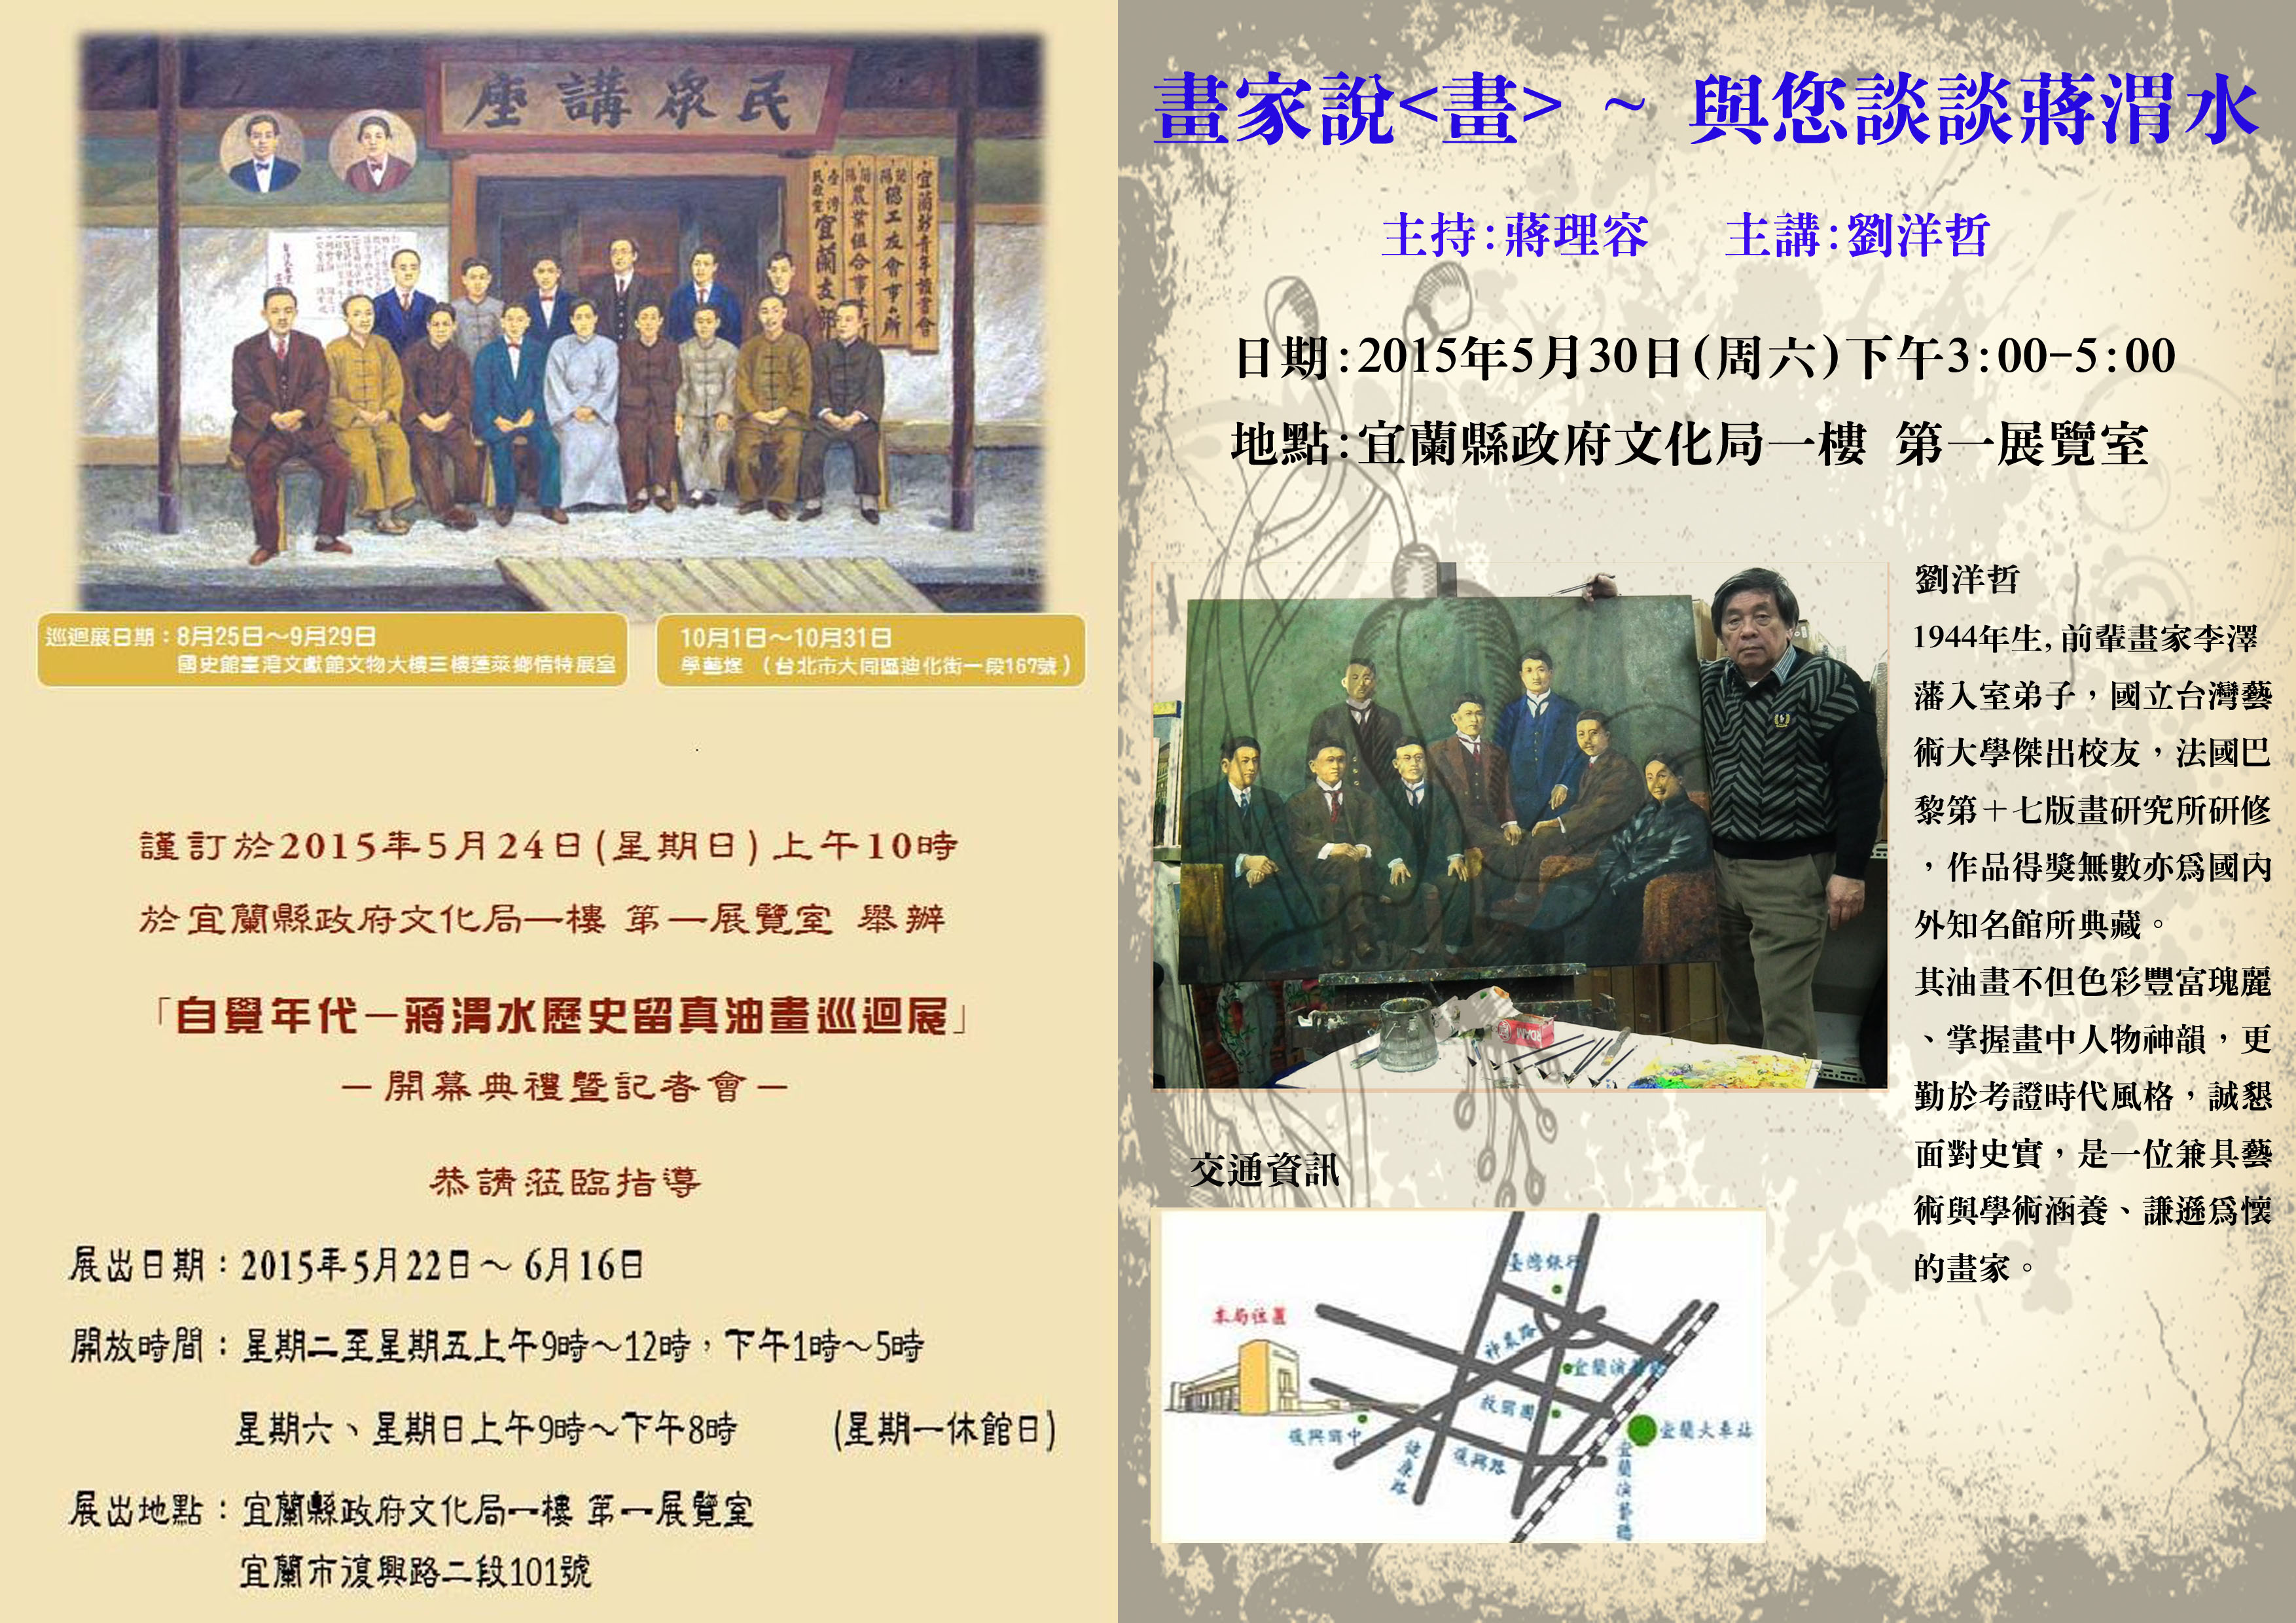 民眾講座
宜蘭新青年讀書會
蘭陽總工友會事務所
蘭陽農業組合事務所
臺灣民眾黨宜蘭支部
巡迴展日期：8月25日～9月29日
國史館臺灣文獻館文物大樓三樓蓬萊鄉情特展室
10月1日～10月31日
學藝埕 （台北市大同區迪化街一段167號）
謹訂於2015年5月24日(星期日)上午10時
於宜蘭縣政府文化局一樓 第一展覽室 舉辦
「自覺年代－蔣渭水歷史留真油畫巡迴展」
－開幕典禮暨記者會－
恭請蒞臨指導
展出日期：2015年5月22日～6月16日
開放時間：星期二至星期五上午9時～12時，下午1時～5時
星期六、星期日上午9時～下午8時 (星期一休館日)
展出地點：宜蘭縣政府文化局一樓 第一展覽室
宜蘭市復興路二段101號
畫家說<畫> ~ 與您談談蔣渭水
主持:蔣理容 主講:劉洋哲
日期:2015年5月30日(周六)下午3:00-5:00
地點:宜蘭縣政府文化局一樓 第一展覽室
劉洋哲
1944年生,前輩畫家李澤
藩入室弟子，國立台灣藝
術大學傑出校友，法國巴
黎第十七版畫研究所研修
，作品得獎無數亦爲國內
外知名館所典藏。
其油畫不但色彩豐富瑰麗
、掌握畫中人物神韻，更
勤於考證時代風格，誠懇
面對史實，是一位兼具藝
術與學術涵養、謙遜爲懷
的畫家。
交通資訊
臺灣銀行
本局位置
神農路
宜蘭演藝廳
救國團
宜蘭火車站
復興國中
健康路
復興路
宜蘭演藝廳